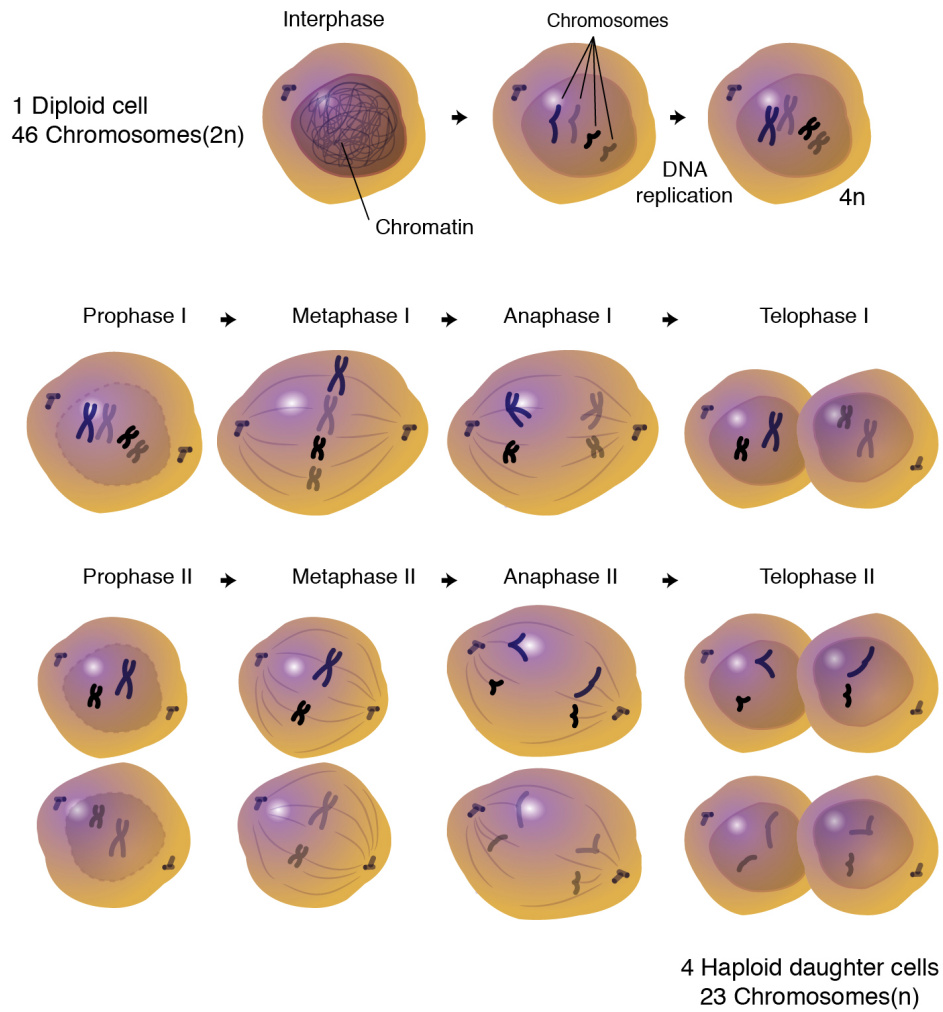 Interphase
Chromosomes
1 Diploid cell
46 Chromosomes(2n)
DNA
replication
4n
Chromatin
Prophase I
Metaphase I
Anaphase I
Telophase I
Prophase II
Metaphase II
Anaphase II
Telophase II
4 Haploid daughter cells
23 Chromosomes(n)